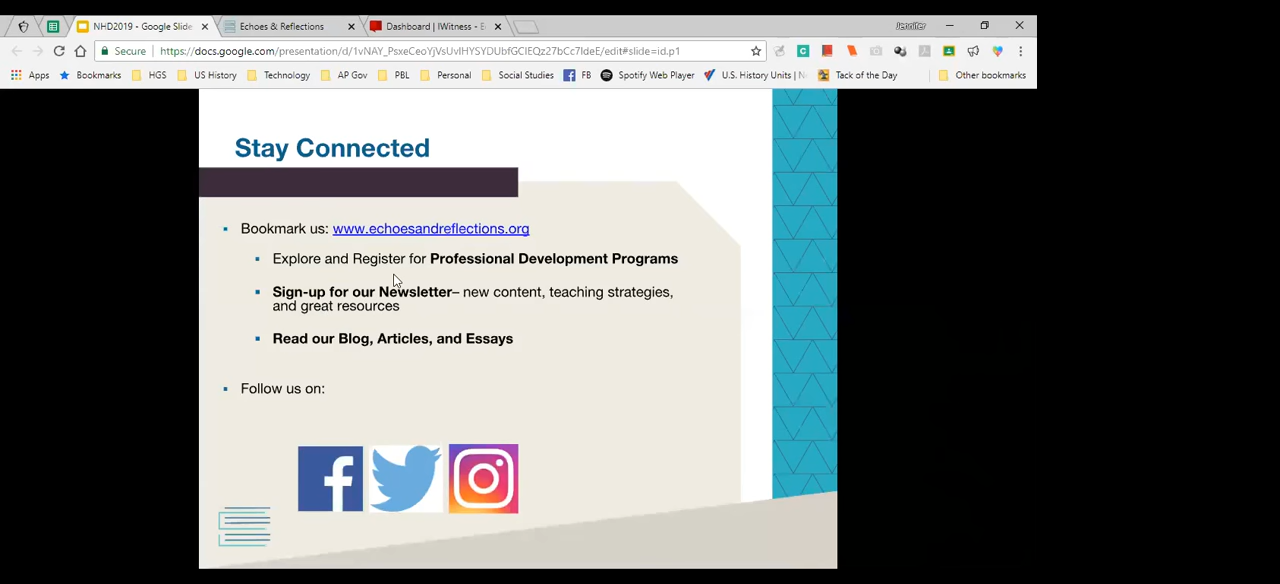 NHD2019 - Google Slide
Echoes & Reflections
Dashboard | IWitness - E
Jennifer
Secure
https://docs.google.com/presentation/d/1vNAY_PsxeCeoYjVsUvIHYSYDUbfGCIEQz27bCc7IdeE/edit#slide=id.p1
Apps
Bookmarks
HGS
US History
Technology
AP Gov
PBL
Personal
Social Studies
FB
Spotify Web Player
U.S. History Units | N
Tack of the Day
Other bookmarks
Stay Connected
Bookmark us: www.echoesandreflections.org
Explore and Register for Professional Development Programs
Sign-up for our Newsletter– new content, teaching strategies,
and great resources
Read our Blog, Articles, and Essays
Follow us on: